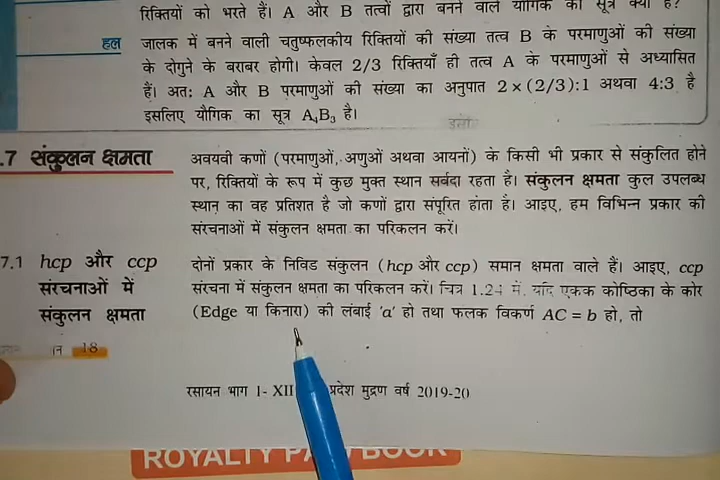 रिक्तियों को भरते हैं। A और B तत्वों द्वारा बनने वाले यौगिक का सूत्र क्या है?
हल जालक में बनने वाली चतुष्फलकीय रिक्तियों की संख्या तत्व B के परमाणुओं की संख्या
के दोगुने के बराबर होगी। केवल 2/3 रिक्तियाँ ही तत्व A के परमाणुओं से अध्यासित
हैं। अतः A और B परमाणुओं की संख्या का अनुपात 2 × (2/3):1 अथवा 4:3 है
इसलिए यौगिक का सूत्र A₄B₃ है।
.7 संकुलन क्षमता
अवयवी कणों (परमाणुओं, अणुओं अथवा आयनों) के किसी भी प्रकार से संकुलित होने
पर, रिक्तियों के रूप में कुछ मुक्त स्थान सर्वदा रहता है। संकुलन क्षमता कुल उपलब्ध
स्थान का वह प्रतिशत है जो कणों द्वारा संपूरित होता है। आइए, हम विभिन्न प्रकार की
संरचनाओं में संकुलन क्षमता का परिकलन करें।
7.1 hcp और ccp
संरचनाओं में
संकुलन क्षमता
दोनों प्रकार के निविड संकुलन (hcp और ccp) समान क्षमता वाले हैं। आइए, ccp
संरचना में संकुलन क्षमता का परिकलन करें। चित्र 1.24 में, यदि एकक कोष्ठिका के कोर
(Edge या किनारा) की लंबाई 'a' हो तथा फलक विकर्ण AC = b हो, तो
18
रसायन भाग 1- XII प्रदेश मुद्रण वर्ष 2019-20
ROYALTY PAID BOOK